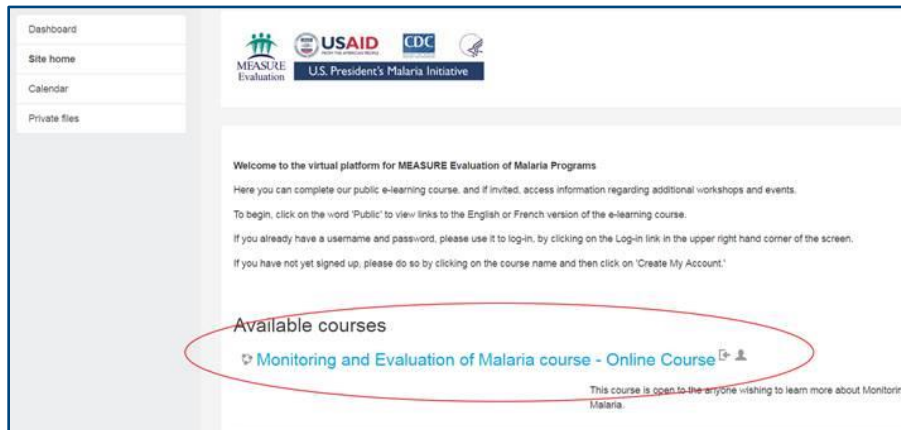 Dashboard
Site home
Calendar
Private files
MEASURE
Evaluation
USAID
FROM THE AMERICAN PEOPLE
CDC
U.S. President's Malaria Initiative
Welcome to the virtual platform for MEASURE Evaluation of Malaria Programs
Here you can complete our public e-learning course, and if invited, access information regarding additional workshops and events.
To begin, click on the word 'Public' to view links to the English or French version of the e-learning course.
If you already have a username and password, please use it to log-in, by clicking on the Log-in link in the upper right hand corner of the screen.
If you have not yet signed up, please do so by clicking on the course name and then click on 'Create My Account.'
Available courses
Monitoring and Evaluation of Malaria course - Online Course
This course is open to the anyone wishing to learn more about Monitorin
Malaria.